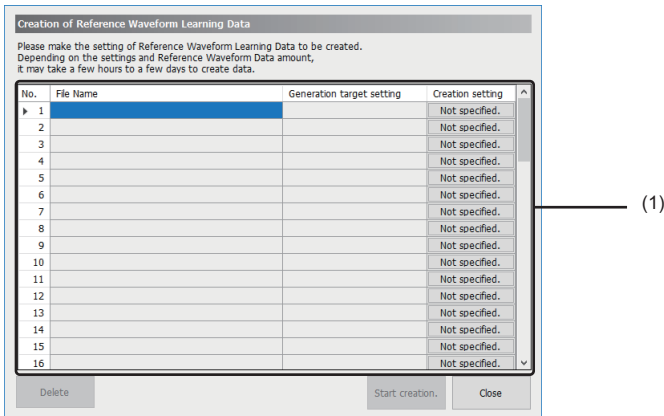 Creation of Reference Waveform Learning Data
Please make the setting of Reference Waveform Learning Data to be created.
Depending on the settings and Reference Waveform Data amount,
it may take a few hours to a few days to create data.
No. File Name Generation target setting Creation setting
1 Not specified.
2 Not specified.
3 Not specified.
4 Not specified.
5 Not specified.
6 Not specified.
7 Not specified.
8 Not specified.
9 Not specified.
10 Not specified.
11 Not specified.
12 Not specified.
13 Not specified.
14 Not specified.
15 Not specified.
16 Not specified.
(1)
Delete Start creation. Close